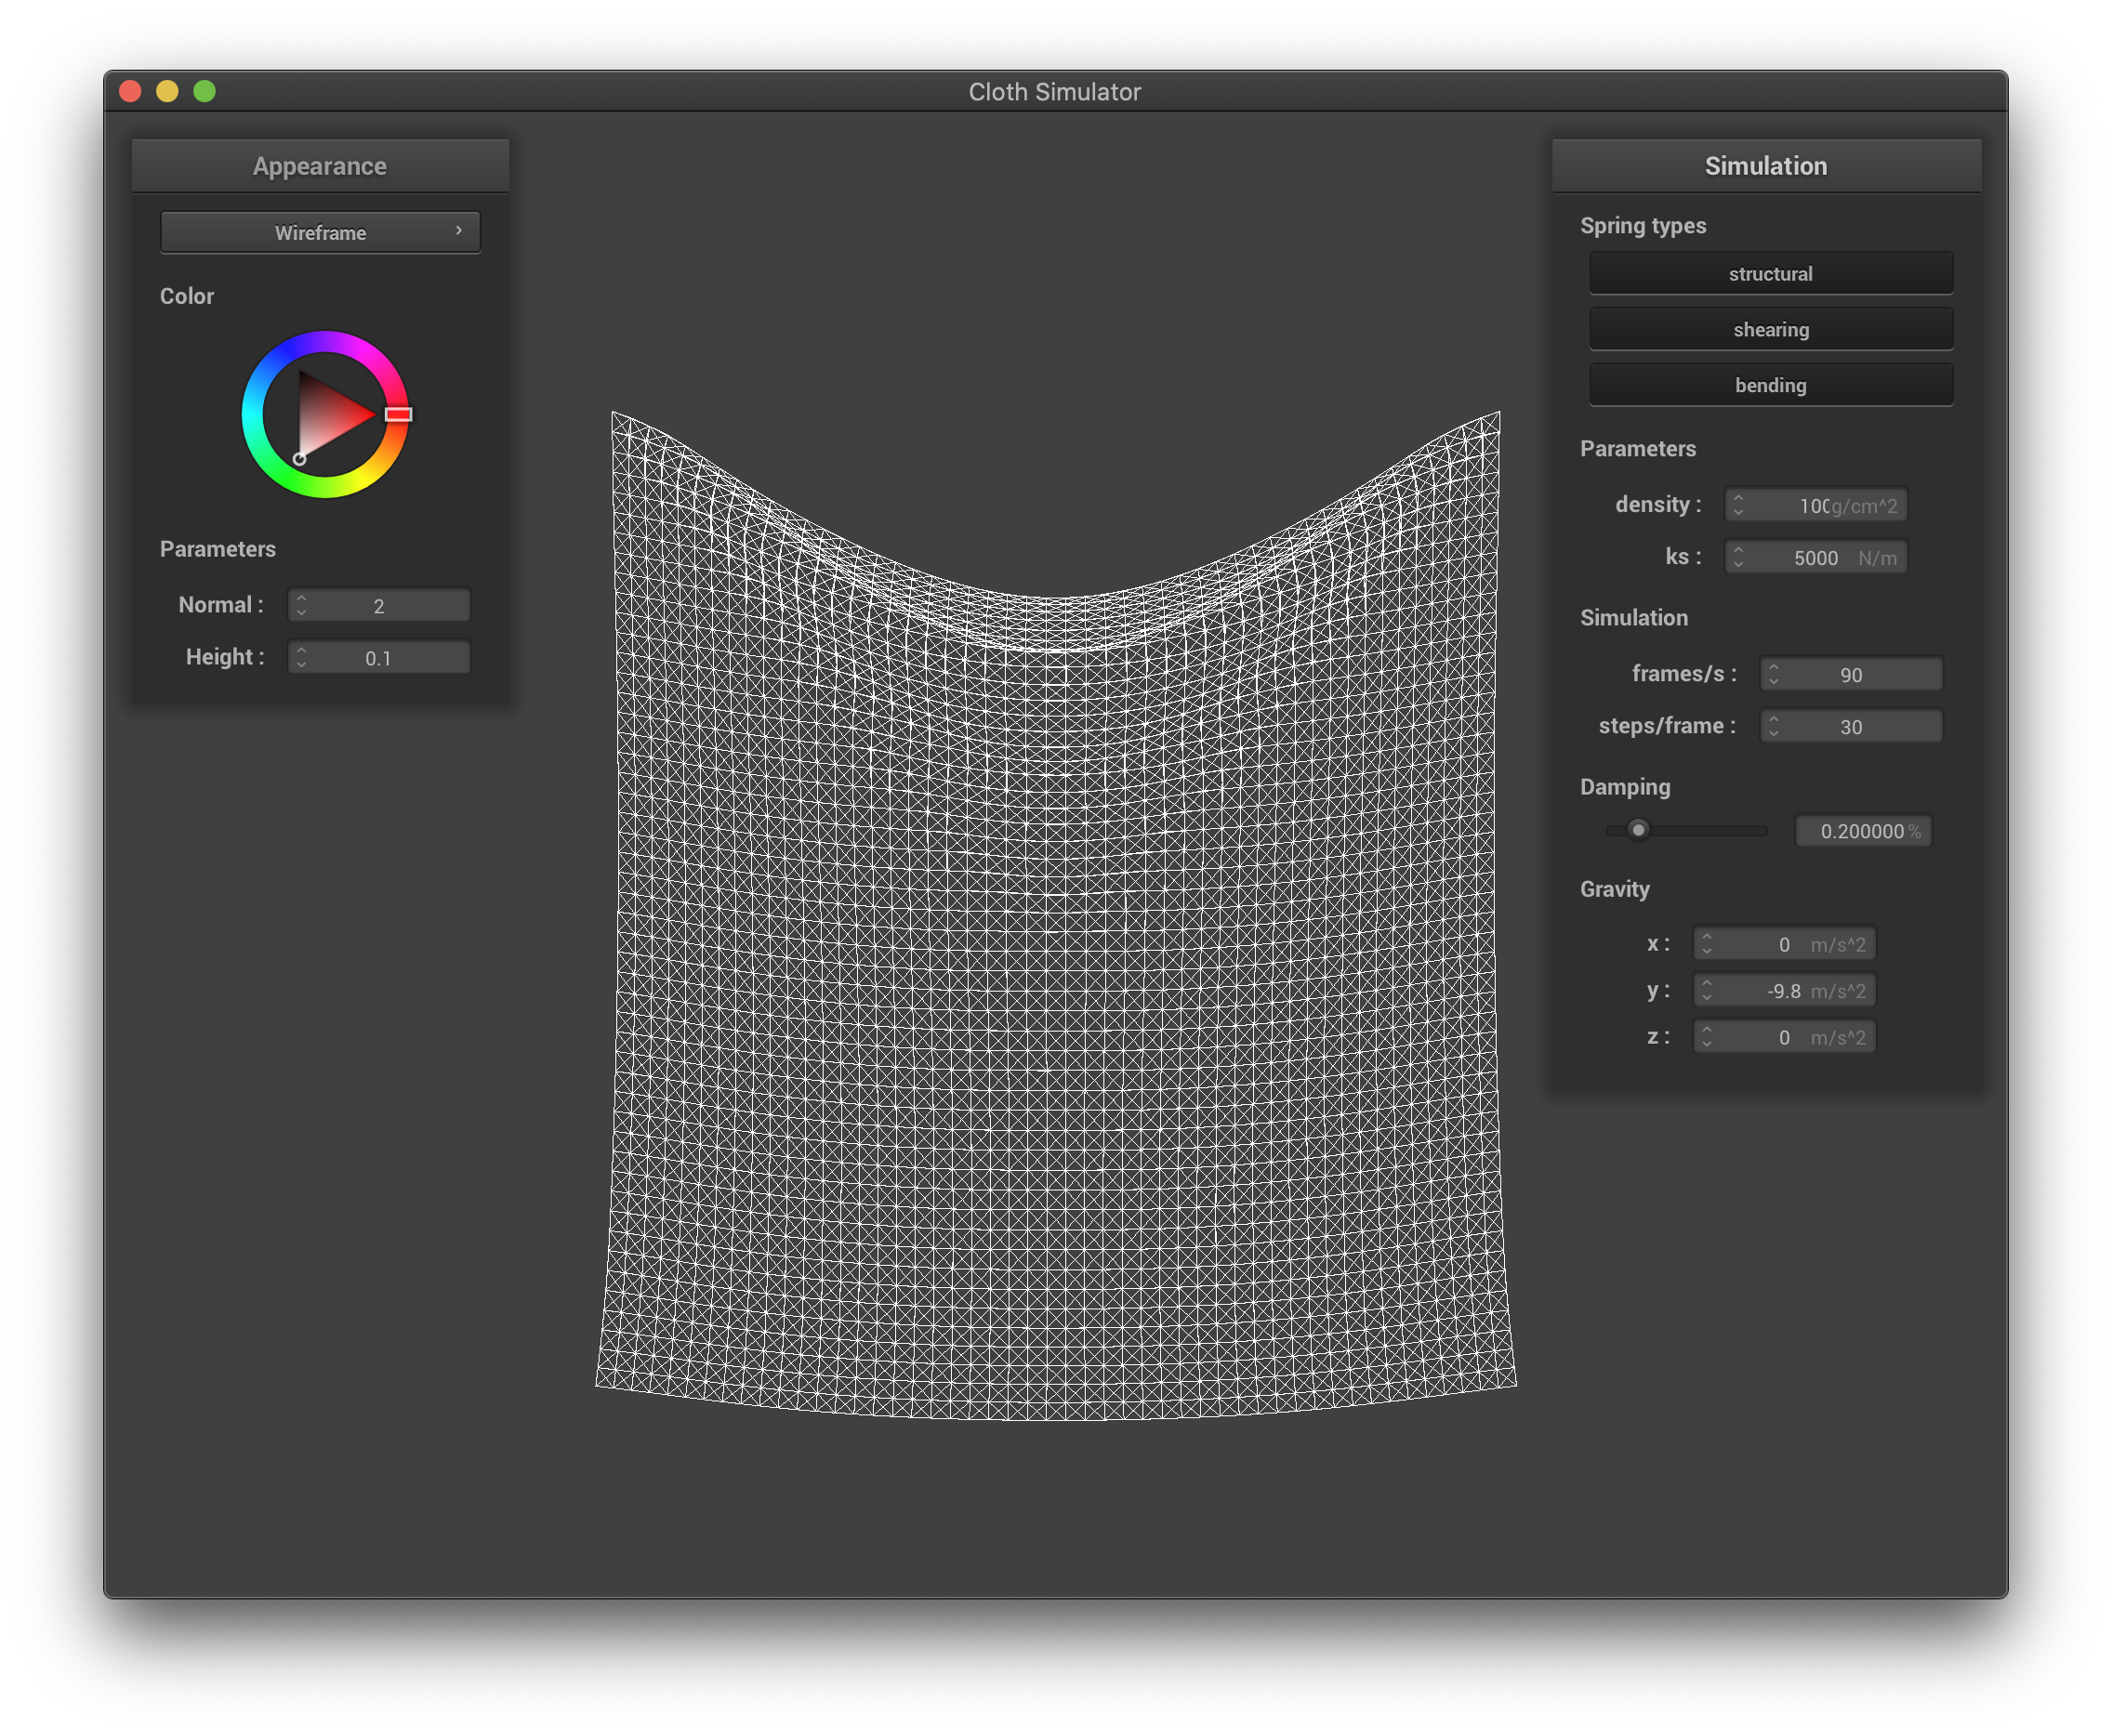 Cloth Simulator
Appearance
Wireframe
Color
Parameters
Normal : 2
Height : 0.1
Simulation
Spring types
structural
shearing
bending
Parameters
density : 100 g/cm^2
ks : 5000 N/m
Simulation
frames/s : 90
steps/frame : 30
Damping
0.200000 %
Gravity
x : 0 m/s^2
y : -9.8 m/s^2
z : 0 m/s^2